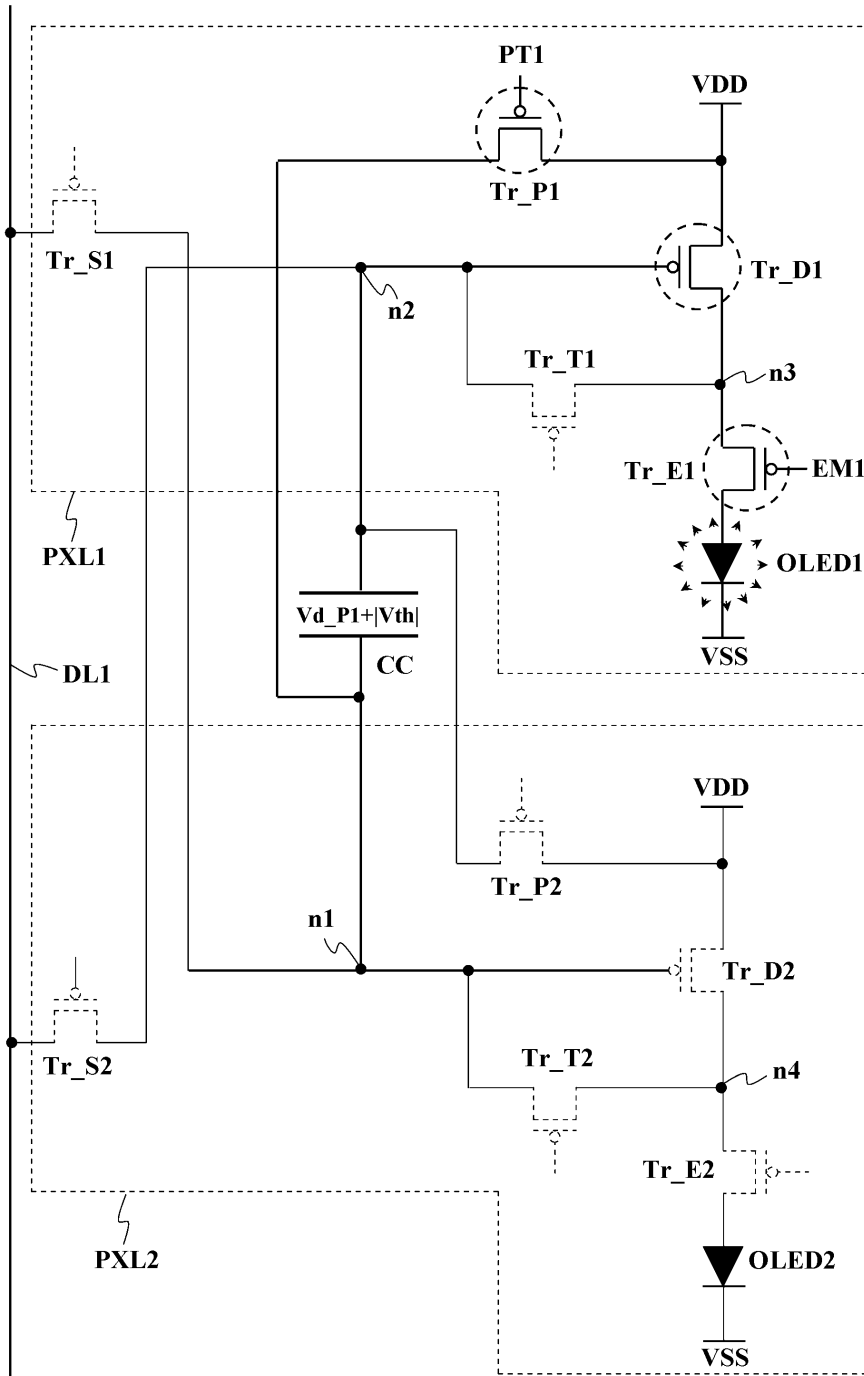 PT1
VDD
Tr_P1
Tr_S1
Tr_D1
n2
Tr_T1
n3
Tr_E1
EM1
PXL1
OLED1
Vd_P1+|Vth|
VSS
CC
DL1
VDD
Tr_P2
n1
Tr_D2
Tr_S2
Tr_T2
n4
Tr_E2
PXL2
OLED2
VSS